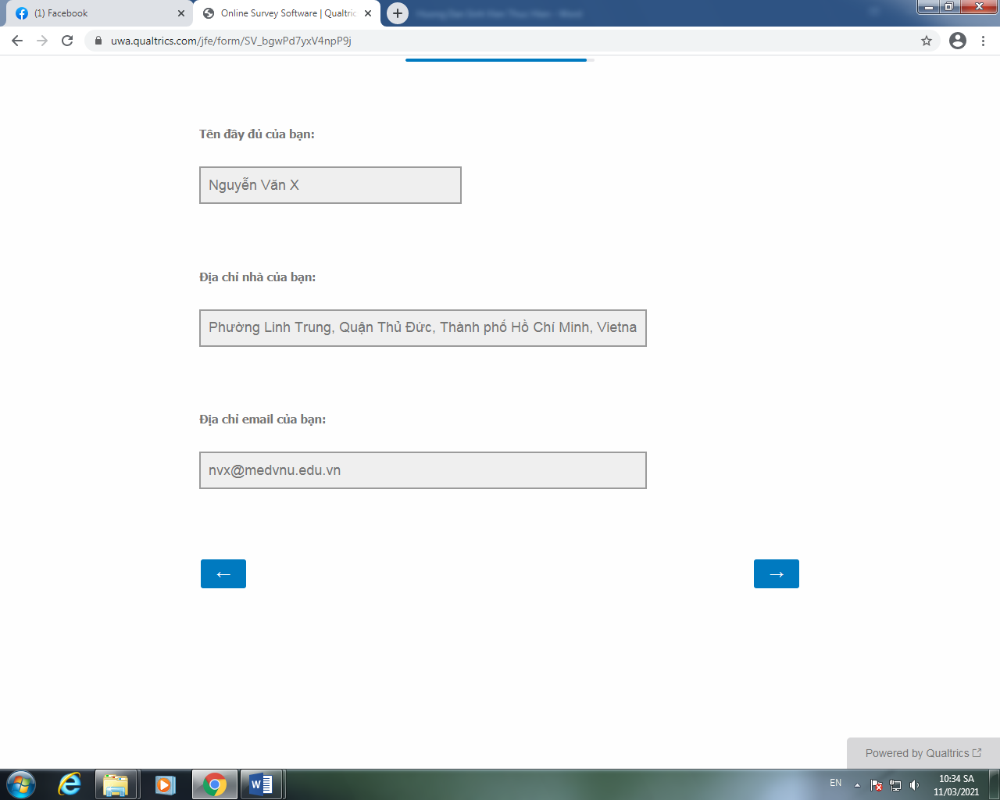 (1) Facebook
Online Survey Software | Qualtric
uwa.qualtrics.com/jfe/form/SV_bgwPd7yxV4npP9j
Tên đầy đủ của bạn:
Nguyễn Văn X
Địa chỉ nhà của bạn:
Phường Linh Trung, Quận Thủ Đức, Thành phố Hồ Chí Minh, Vietna
Địa chỉ email của bạn:
nvx@medvnu.edu.vn
←
→
Powered by Qualtrics
EN
10:34 SA
11/03/2021